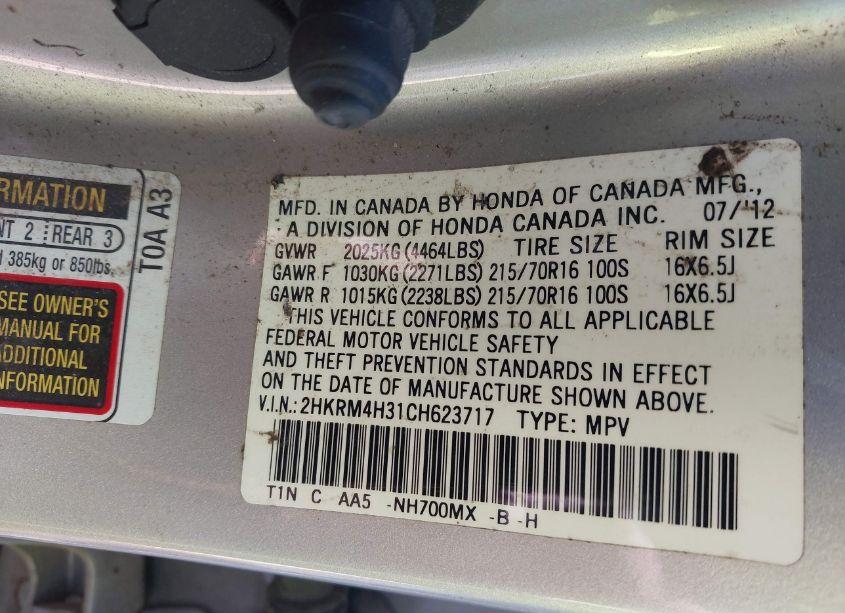 RMATION
NT 2 REAR 3
385kg or 850lbs.
SEE OWNER'S
MANUAL FOR
ADDITIONAL
INFORMATION
T0A A3
MFD. IN CANADA BY HONDA OF CANADA MFG.,
A DIVISION OF HONDA CANADA INC. 07/'12
GVWR 2025KG(4464LBS) TIRE SIZE RIM SIZE
GAWR F 1030KG(2271LBS) 215/70R16 100S 16X6.5J
GAWR R 1015KG(2238LBS) 215/70R16 100S 16X6.5J
THIS VEHICLE CONFORMS TO ALL APPLICABLE
FEDERAL MOTOR VEHICLE SAFETY
AND THEFT PREVENTION STANDARDS IN EFFECT
ON THE DATE OF MANUFACTURE SHOWN ABOVE.
V.I.N.: 2HKRM4H31CH623717 TYPE: MPV
T1N C AA5 -NH700MX -B -H